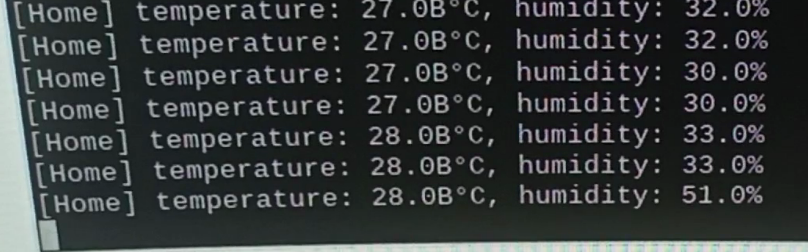 [Home] temperature: 27.0B°C, humidity: 32.0%
[Home] temperature: 27.0B°C, humidity: 32.0%
[Home] temperature: 27.0B°C, humidity: 30.0%
[Home] temperature: 27.0B°C, humidity: 30.0%
[Home] temperature: 28.0B°C, humidity: 33.0%
[Home] temperature: 28.0B°C, humidity: 33.0%
[Home] temperature: 28.0B°C, humidity: 51.0%